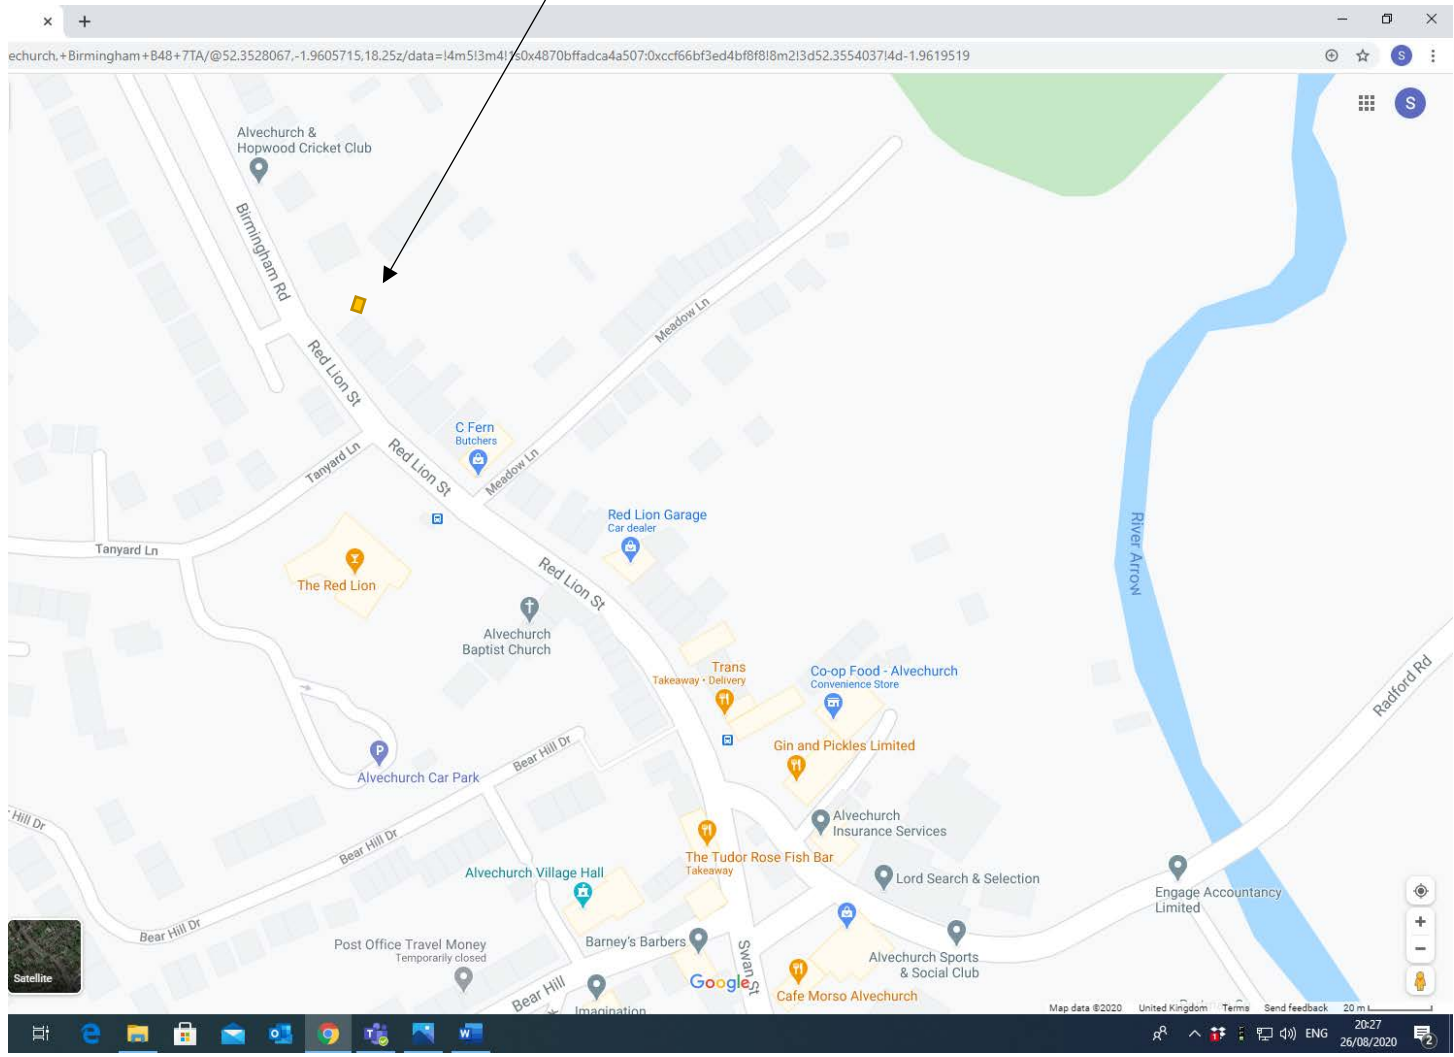 echurch,+Birmingham+B48+7TA/@52.3528067,-1.9605715,18.25z/data=!4m5!3m4!1s0x4870bffadca4a507:0xccf66bf3ed4bf8f8!8m2!3d52.3554037!4d-1.9619519
S
S
Alvechurch &
Hopwood Cricket Club
Birmingham Rd
Meadow Ln
Red Lion St
C Fern
Butchers
Tanyard Ln
Red Lion St
Meadow Ln
Red Lion Garage
Car dealer
River Arrow
Tanyard Ln
The Red Lion
Red Lion St
Alvechurch
Baptist Church
Trans
Takeaway • Delivery
Co-op Food - Alvechurch
Convenience Store
Radford Rd
Gin and Pickles Limited
Bear Hill Dr
P
Alvechurch Car Park
Alvechurch
Insurance Services
Hill Dr
Bear Hill Dr
The Tudor Rose Fish Bar
Takeaway
Alvechurch Village Hall
Lord Search & Selection
Engage Accountancy
Limited
Bear Hill Dr
Post Office Travel Money
Temporarily closed
Barney's Barbers
Swan St
Alvechurch Sports
& Social Club
Satellite
Google
Cafe Morso Alvechurch
Bear Hill
Imagination
Map data ©2020 United Kingdom Terms Send feedback 20 m
ENG
20:27
26/08/2020
2